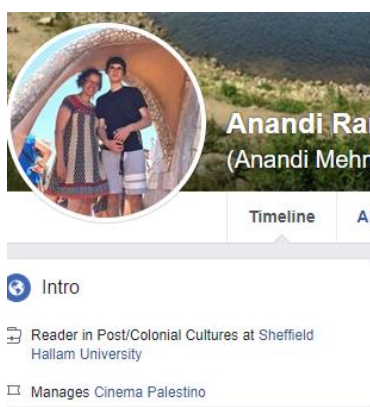 Anandi Ra
(Anandi Mehr
Timeline
A
Intro
Reader in Post/Colonial Cultures at Sheffield
Hallam University
Manages Cinema Palestino